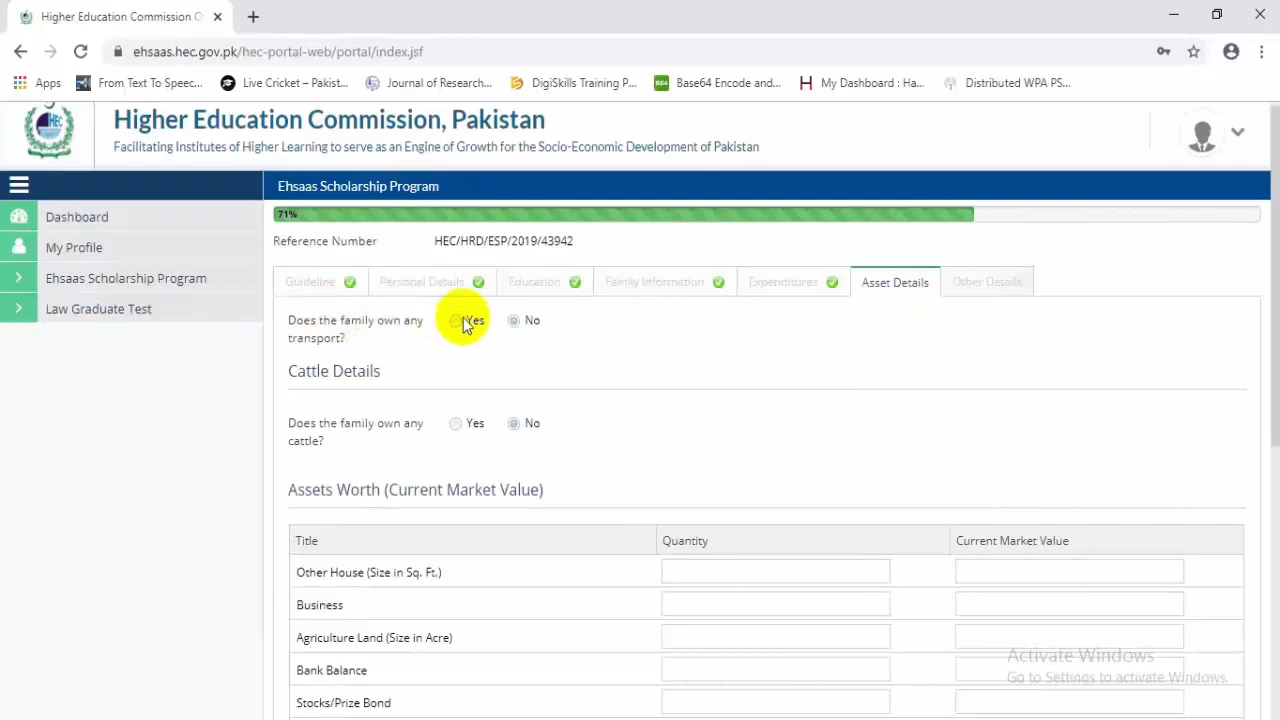 Higher Education Commission O
ehsaas.hec.gov.pk/hec-portal-web/portal/index.jsf
Apps
From Text To Speec...
Live Cricket – Pakist...
Journal of Research...
DigiSkills Training P...
B64
Base64 Encode and...
My Dashboard : Ha...
Distributed WPA PS...
HEC
Higher Education Commission, Pakistan
Facilitating Institutes of Higher Learning to serve as an Engine of Growth for the Socio-Economic Development of Pakistan
Ehsaas Scholarship Program
Dashboard
My Profile
Ehsaas Scholarship Program
Law Graduate Test
71%
Reference Number HEC/HRD/ESP/2019/43942
Guideline Personal Details Education Family Information Expenditures Asset Details Other Details
Does the family own any
transport?
Yes No
Cattle Details
Does the family own any
cattle?
Yes No
Assets Worth (Current Market Value)
Title Quantity Current Market Value
Other House (Size in Sq. Ft.)
Business
Agriculture Land (Size in Acre)
Bank Balance
Stocks/Prize Bond
Activate Windows
Go to Settings to activate Windows.